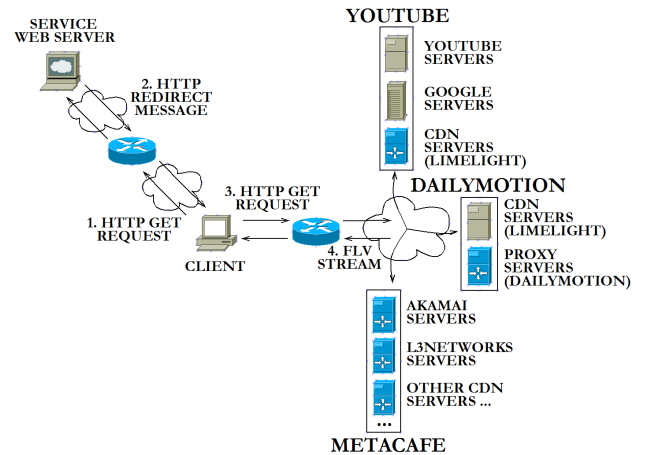 YOUTUBE
SERVICE
WEB SERVER
YOUTUBE
SERVERS
2. HTTP
REDIRECT
MESSAGE
GOOGLE
SERVERS
CDN
SERVERS
(LIMELIGHT)
DAILYMOTION
3. HTTP GET
REQUEST
CDN
SERVERS
(LIMELIGHT)
1. HTTP GET
REQUEST
4. FLV
STREAM
CLIENT
PROXY
SERVERS
(DAILYMOTION)
AKAMAI
SERVERS
L3NETWORKS
SERVERS
OTHER CDN
SERVERS ...
...
METACAFE